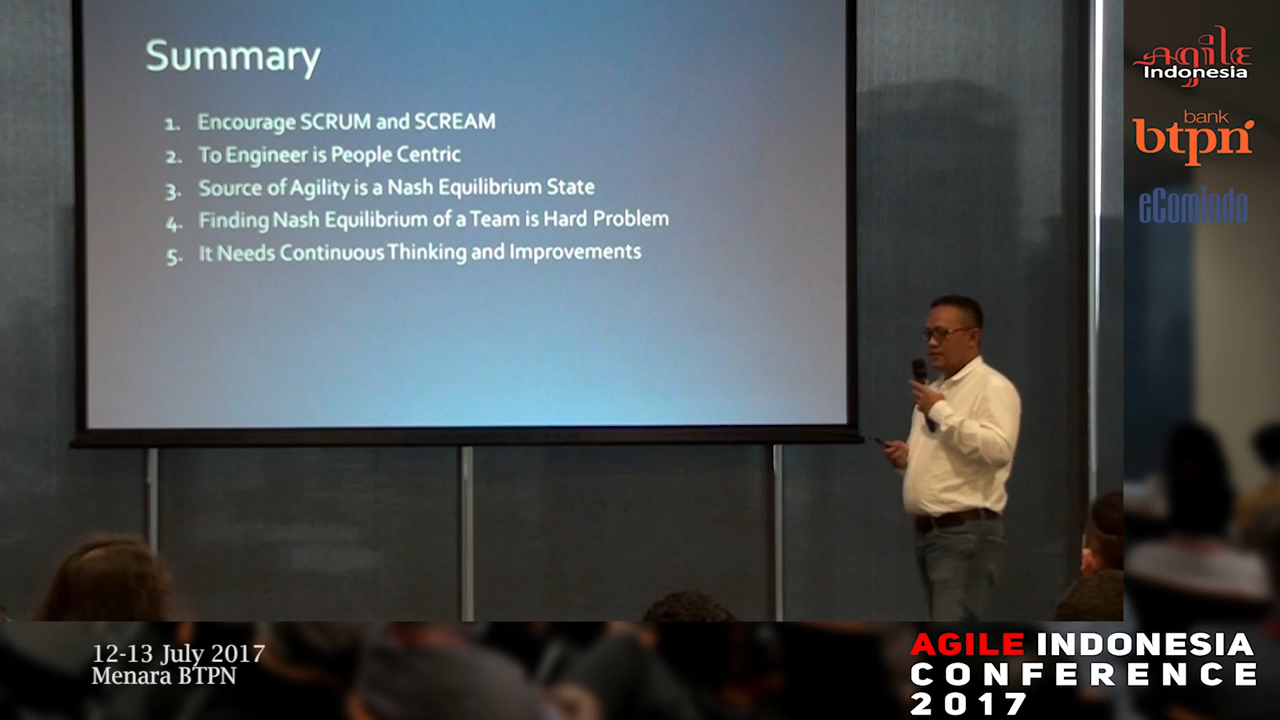 Summary
1. Encourage SCRUM and SCREAM
2. To Engineer is People Centric
3. Source of Agility is a Nash Equilibrium State
4. Finding Nash Equilibrium of a Team is Hard Problem
5. It Needs Continuous Thinking and Improvements
Agile
Indonesia
bank
btpn
eComindo
12-13 July 2017
Menara BTPN
AGILE INDONESIA
CONFERENCE
2017